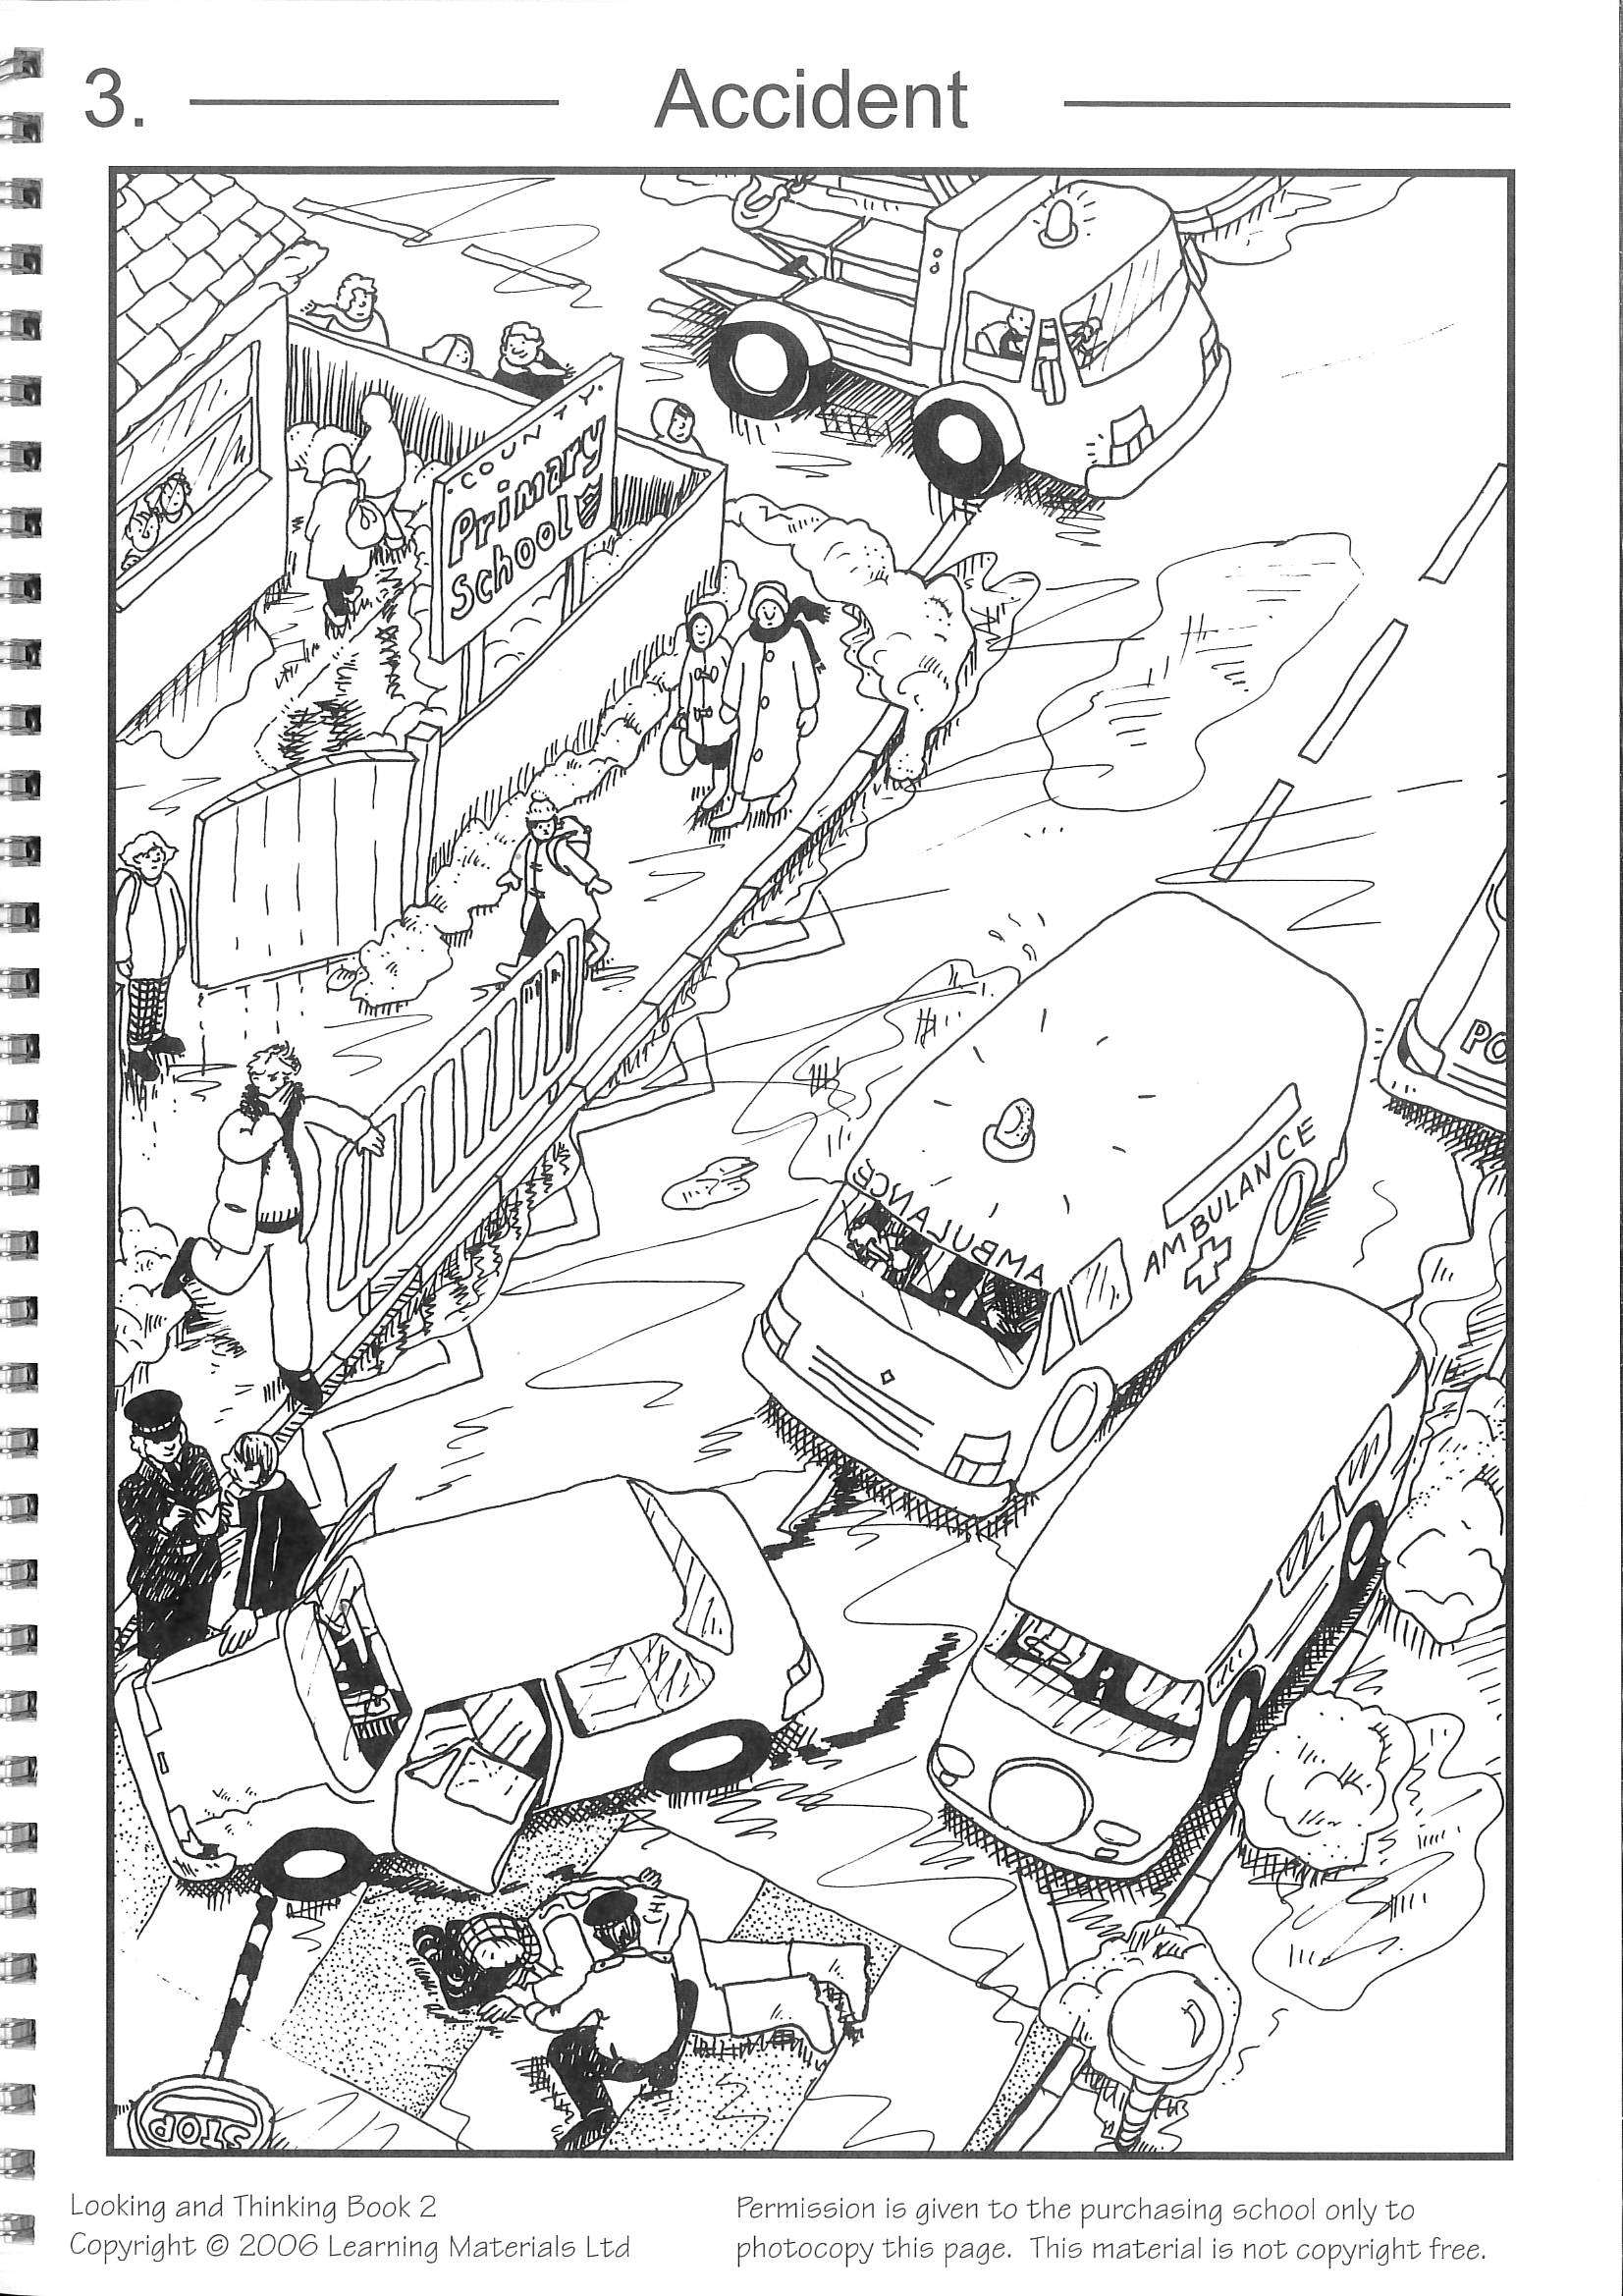 3. Accident
COUNTY
Primary
School
PO
AMBULANCE
AMBULANCE
STOP
Looking and Thinking Book 2
Copyright © 2006 Learning Materials Ltd
Permission is given to the purchasing school only to
photocopy this page. This material is not copyright free.